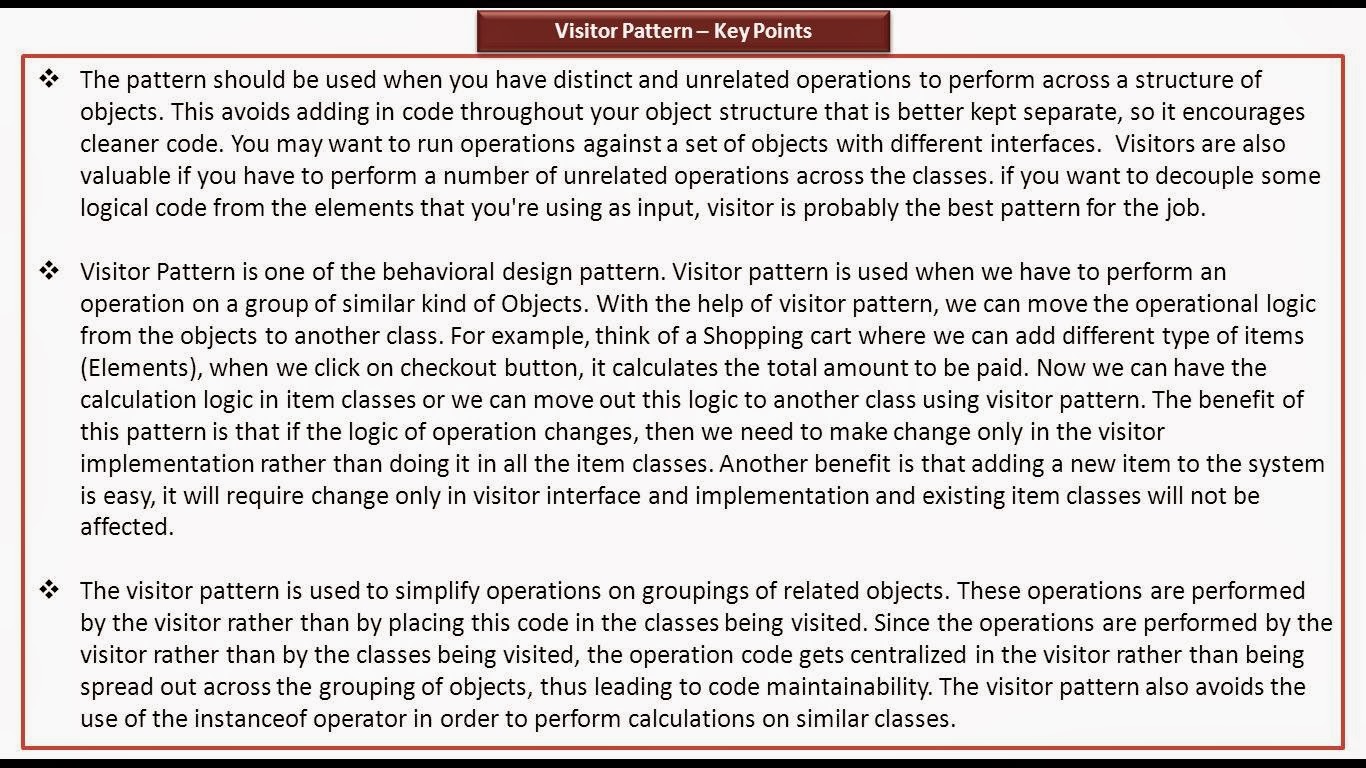 Visitor Pattern – Key Points
❖ The pattern should be used when you have distinct and unrelated operations to perform across a structure of
objects. This avoids adding in code throughout your object structure that is better kept separate, so it encourages
cleaner code. You may want to run operations against a set of objects with different interfaces.  Visitors are also
valuable if you have to perform a number of unrelated operations across the classes. if you want to decouple some
logical code from the elements that you're using as input, visitor is probably the best pattern for the job.
❖ Visitor Pattern is one of the behavioral design pattern. Visitor pattern is used when we have to perform an
operation on a group of similar kind of Objects. With the help of visitor pattern, we can move the operational logic
from the objects to another class. For example, think of a Shopping cart where we can add different type of items
(Elements), when we click on checkout button, it calculates the total amount to be paid. Now we can have the
calculation logic in item classes or we can move out this logic to another class using visitor pattern. The benefit of
this pattern is that if the logic of operation changes, then we need to make change only in the visitor
implementation rather than doing it in all the item classes. Another benefit is that adding a new item to the system
is easy, it will require change only in visitor interface and implementation and existing item classes will not be
affected.
❖ The visitor pattern is used to simplify operations on groupings of related objects. These operations are performed
by the visitor rather than by placing this code in the classes being visited. Since the operations are performed by the
visitor rather than by the classes being visited, the operation code gets centralized in the visitor rather than being
spread out across the grouping of objects, thus leading to code maintainability. The visitor pattern also avoids the
use of the instanceof operator in order to perform calculations on similar classes.